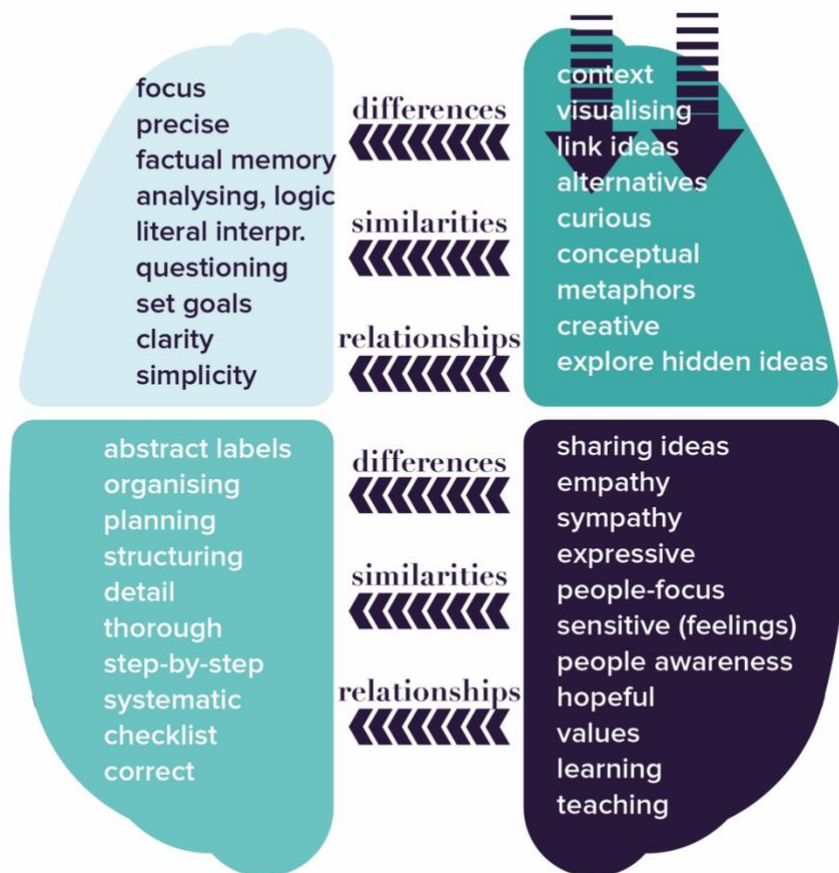 focus
precise
factual memory
analysing, logic
literal interpr.
questioning
set goals
clarity
simplicity
differences
similarities
relationships
context
visualising
link ideas
alternatives
curious
conceptual
metaphors
creative
explore hidden ideas
abstract labels
organising
planning
structuring
detail
thorough
step-by-step
systematic
checklist
correct
differences
similarities
relationships
sharing ideas
empathy
sympathy
expressive
people-focus
sensitive (feelings)
people awareness
hopeful
values
learning
teaching